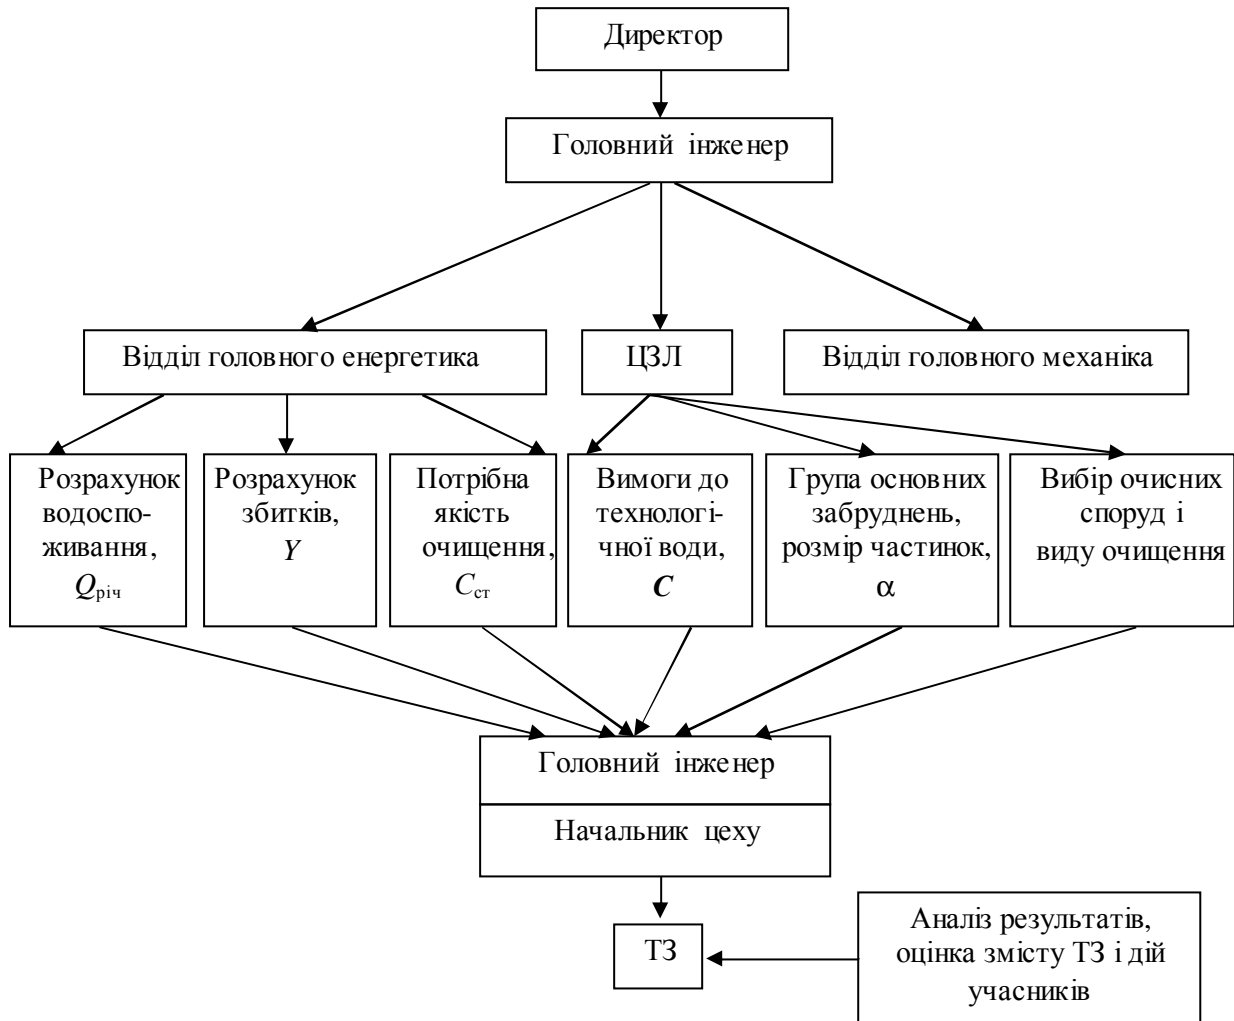 Директор
Головний інженер
Відділ головного енергетика
ЦЗЛ
Відділ головного механіка
Розрахунок
водоспо-
живання,
Qріч
Розрахунок
збитків,
Y
Потрібна
якість
очищення,
Cст
Вимоги до
технологі-
чної води,
C
Група основних
забруднень,
розмір частинок,
α
Вибір очисних
споруд і
виду очищення
Головний інженер
Начальник цеху
ТЗ
Аналіз результатів,
оцінка змісту ТЗ і дій
учасників